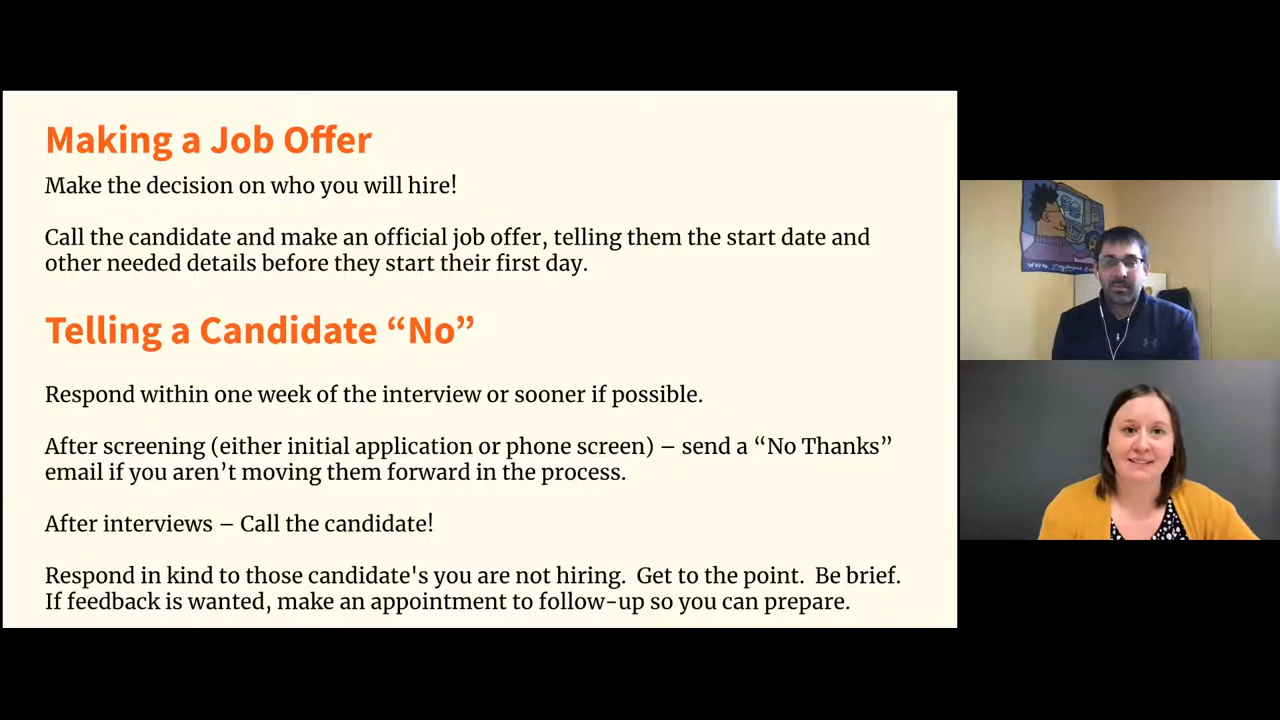 Making a Job Offer
Make the decision on who you will hire!
Call the candidate and make an official job offer, telling them the start date and
other needed details before they start their first day.
Telling a Candidate “No”
Respond within one week of the interview or sooner if possible.
After screening (either initial application or phone screen) – send a “No Thanks”
email if you aren’t moving them forward in the process.
After interviews – Call the candidate!
Respond in kind to those candidate's you are not hiring.  Get to the point.  Be brief.
If feedback is wanted, make an appointment to follow-up so you can prepare.